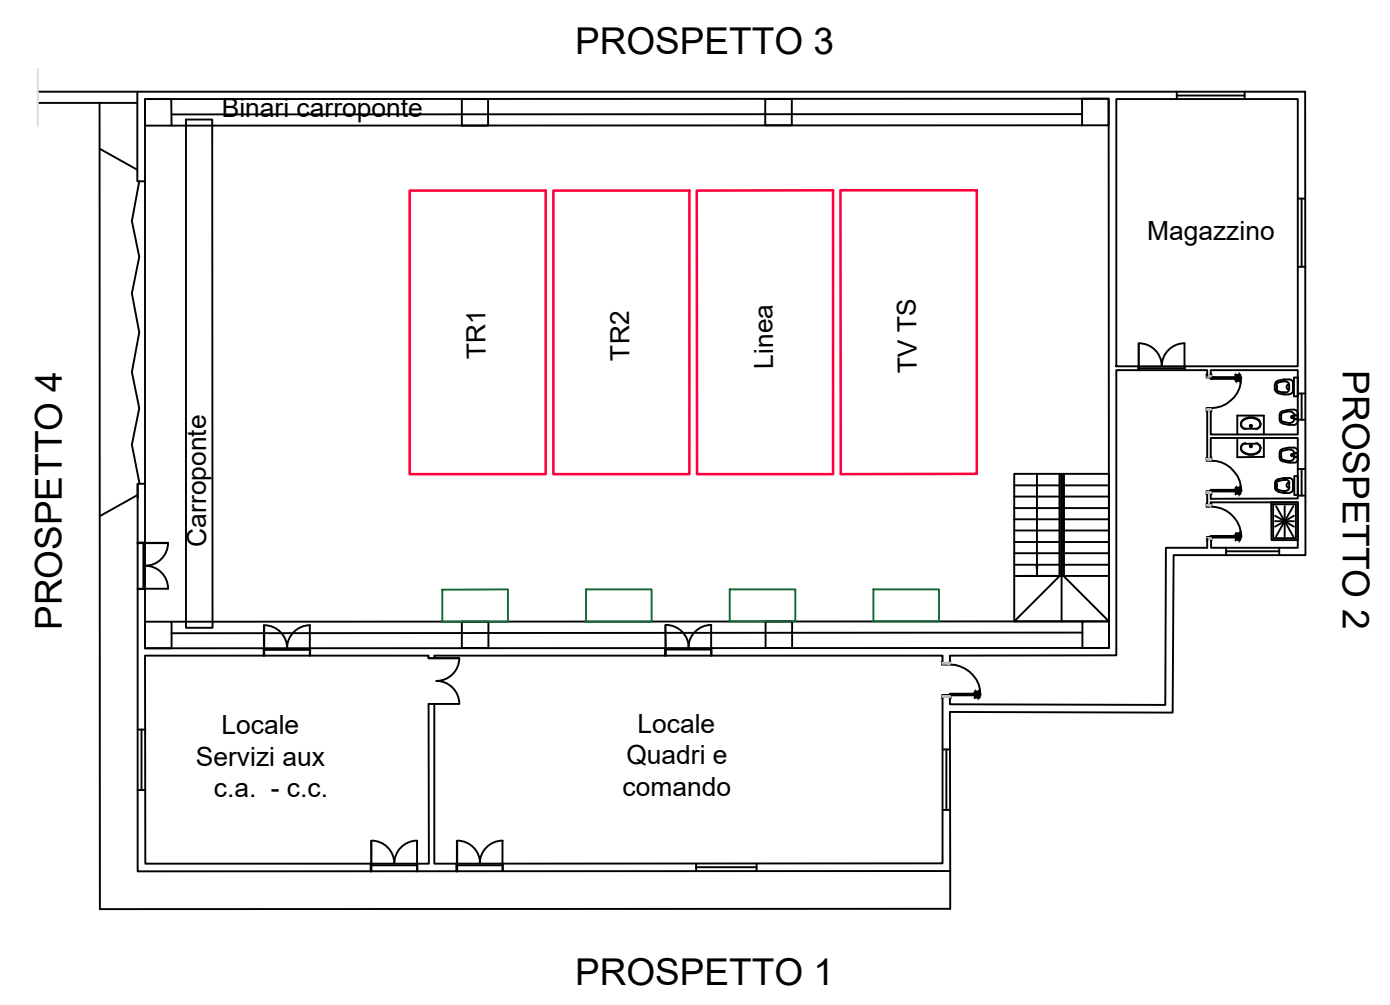 PROSPETTO 3
Binari carroponte
Magazzino
TR1
TR2
Linea
TV TS
PROSPETTO 4
Carroponte
PROSPETTO 2
Locale
Servizi aux
c.a.  - c.c.
Locale
Quadri e
comando
PROSPETTO 1